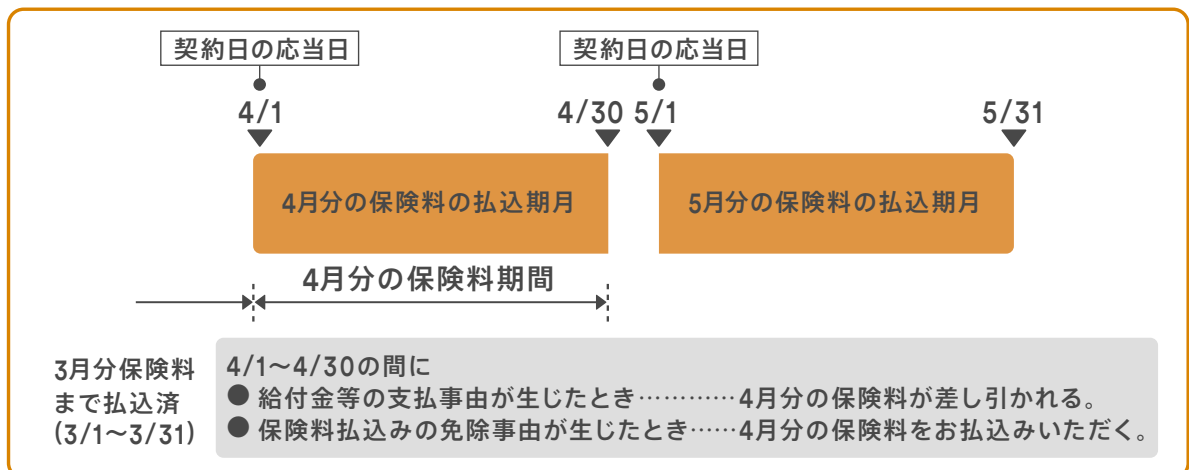 契約日の応当日 契約日の応当日
4/1 4/30 5/1 5/31
4月分の保険料の払込期月 5月分の保険料の払込期月
4月分の保険料期間
3月分保険料
まで払込済
(3/1～3/31)
4/1～4/30の間に
● 給付金等の支払事由が生じたとき…………4月分の保険料が差し引かれる。
● 保険料払込みの免除事由が生じたとき……4月分の保険料をお払込みいただく。